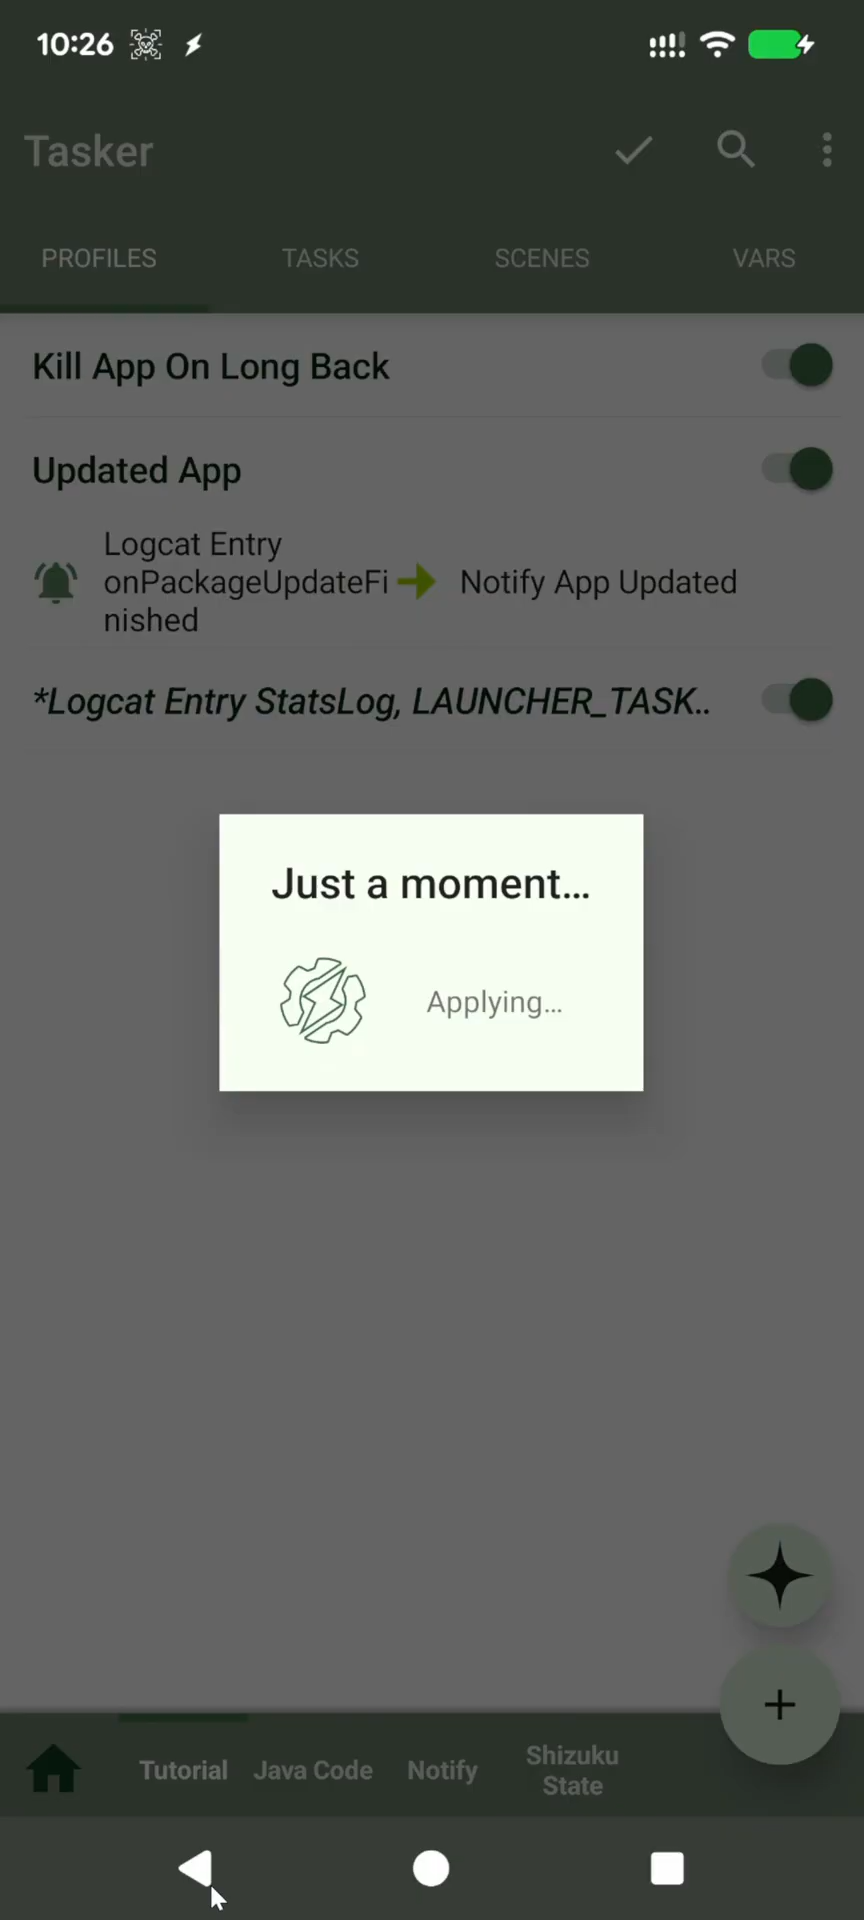 10:26
Tasker
PROFILES TASKS SCENES VARS
Kill App On Long Back
Updated App
Logcat Entry
onPackageUpdateFi
nished
Notify App Updated
*Logcat Entry StatsLog, LAUNCHER_TASK..
Just a moment...
Applying...
Tutorial
Java Code
Notify
Shizuku
State